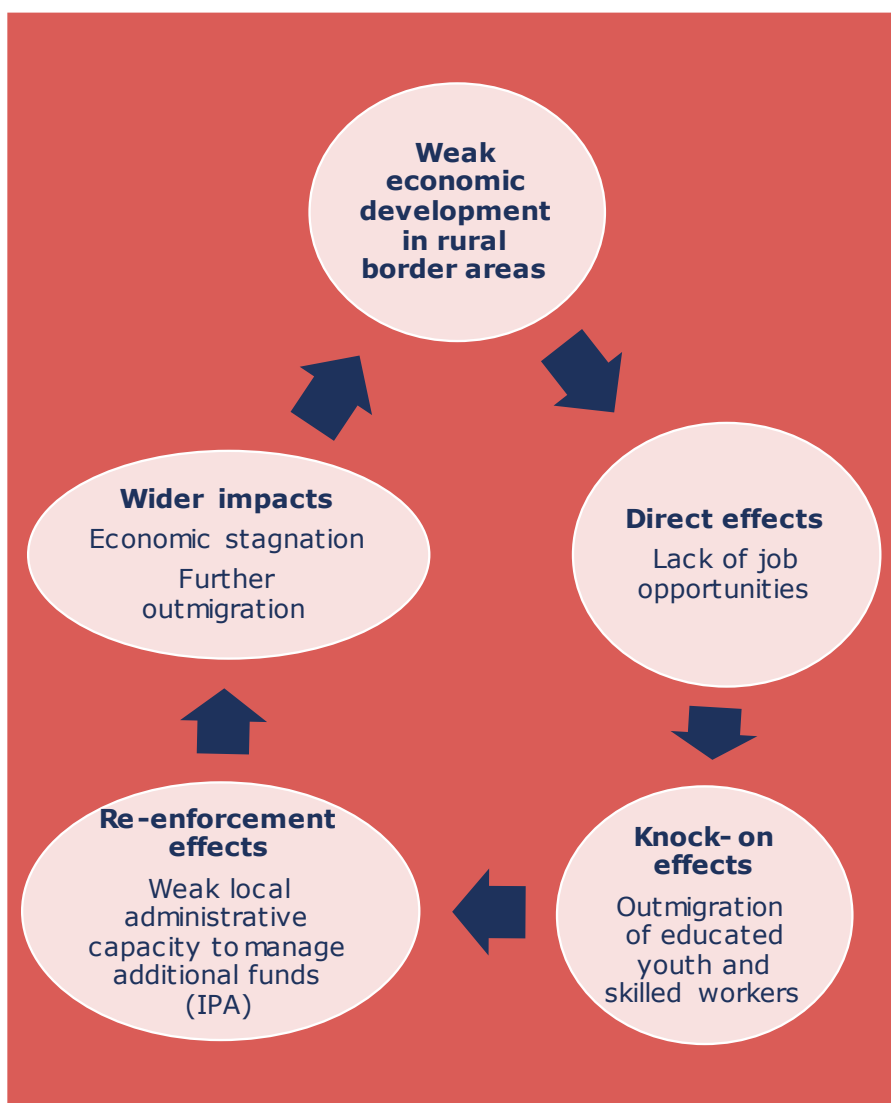 Weak
economic
development
in rural
border areas
Direct effects
Lack of job
opportunities
Knock-on
effects
Outmigration
of educated
youth and
skilled workers
Re-enforcement
effects
Weak local
administrative
capacity to manage
additional funds
(IPA)
Wider impacts
Economic stagnation
Further
outmigration